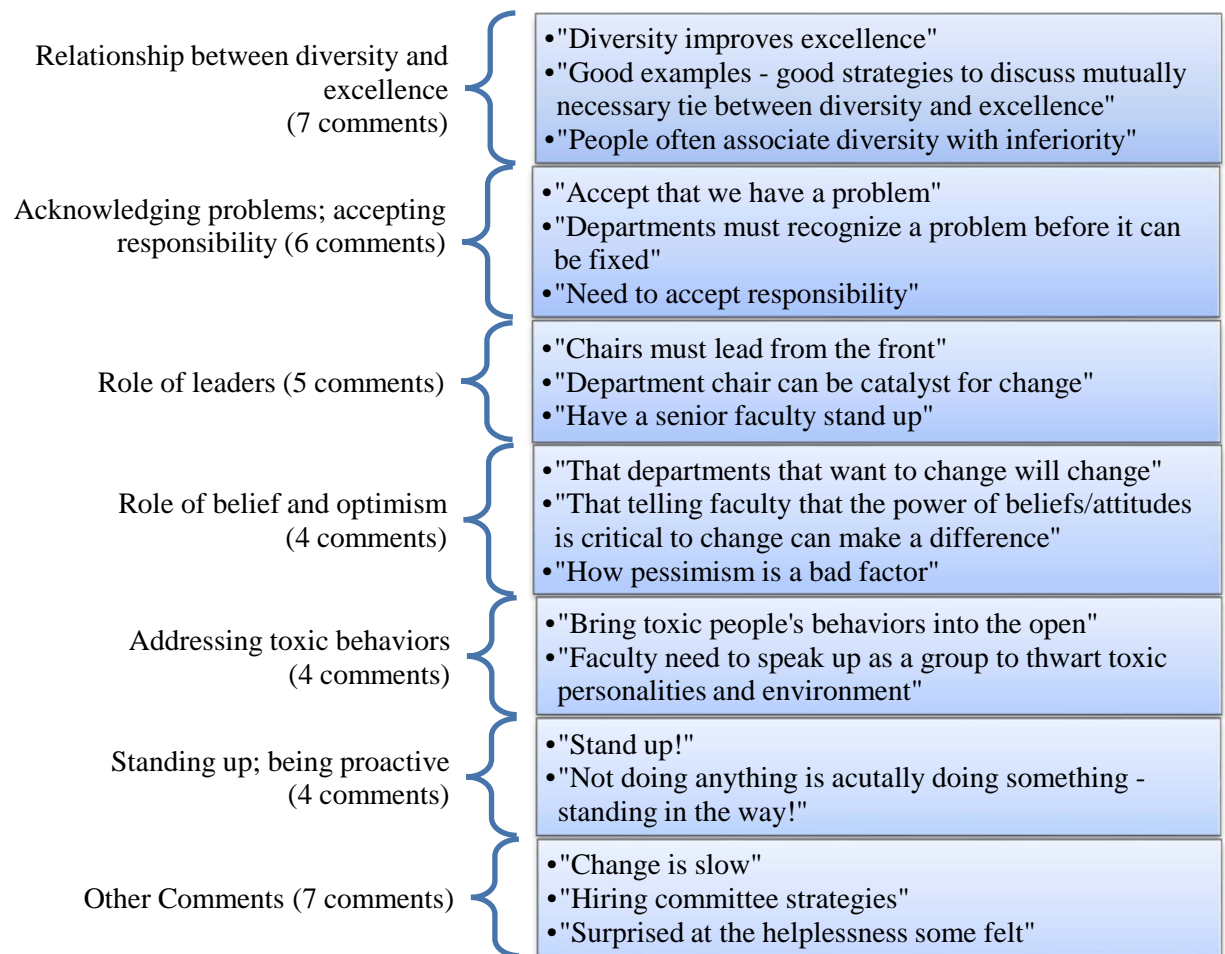 Relationship between diversity and
excellence
(7 comments)
•"Diversity improves excellence"
•"Good examples - good strategies to discuss mutually
necessary tie between diversity and excellence"
•"People often associate diversity with inferiority"
Acknowledging problems; accepting
responsibility (6 comments)
•"Accept that we have a problem"
•"Departments must recognize a problem before it can
be fixed"
•"Need to accept responsibility"
Role of leaders (5 comments)
•"Chairs must lead from the front"
•"Department chair can be catalyst for change"
•"Have a senior faculty stand up"
Role of belief and optimism
(4 comments)
•"That departments that want to change will change"
•"That telling faculty that the power of beliefs/attitudes
is critical to change can make a difference"
•"How pessimism is a bad factor"
Addressing toxic behaviors
(4 comments)
•"Bring toxic people's behaviors into the open"
•"Faculty need to speak up as a group to thwart toxic
personalities and environment"
Standing up; being proactive
(4 comments)
•"Stand up!"
•"Not doing anything is acutally doing something -
standing in the way!"
Other Comments (7 comments)
•"Change is slow"
•"Hiring committee strategies"
•"Surprised at the helplessness some felt"